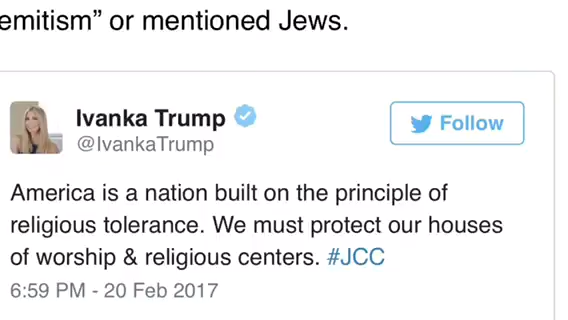 emitism” or mentioned Jews.
Ivanka Trump
Follow
@IvankaTrump
America is a nation built on the principle of
religious tolerance. We must protect our houses
of worship & religious centers. #JCC
6:59 PM - 20 Feb 2017